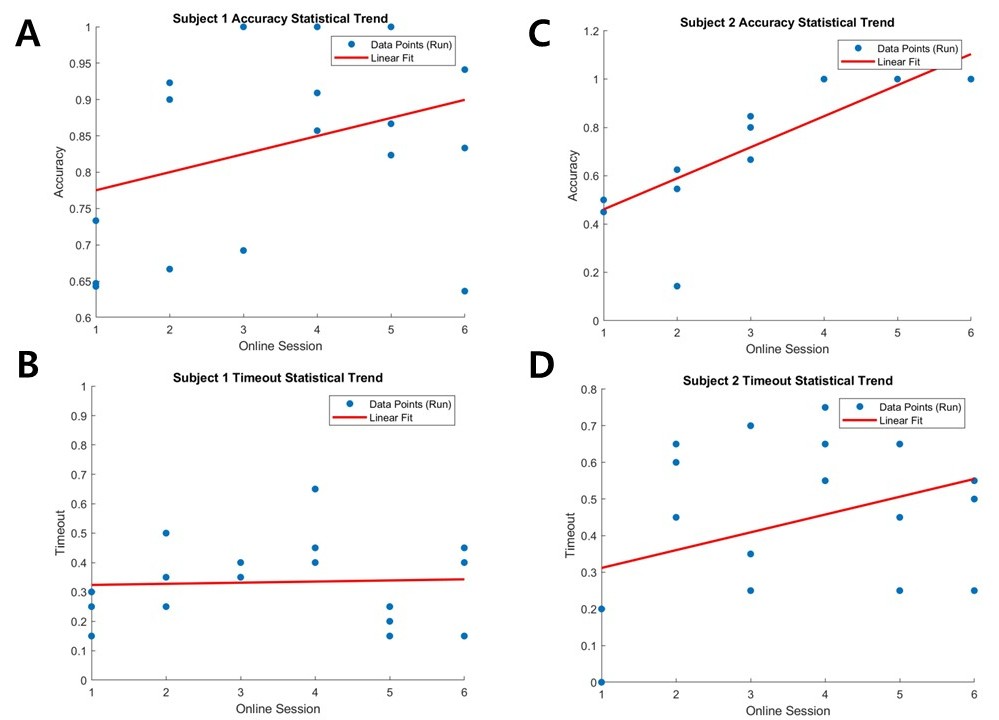 A
Subject 1 Accuracy Statistical Trend
Data Points (Run)
Linear Fit
Accuracy
1
0.95
0.9
0.85
0.8
0.75
0.7
0.65
0.6
1 2 3 4 5 6
Online Session
C
Subject 2 Accuracy Statistical Trend
Data Points (Run)
Linear Fit
Accuracy
1.2
1
0.8
0.6
0.4
0.2
0
1 2 3 4 5 6
Online Session
B
Subject 1 Timeout Statistical Trend
Data Points (Run)
Linear Fit
Timeout
1
0.9
0.8
0.7
0.6
0.5
0.4
0.3
0.2
0.1
0
1 2 3 4 5 6
Online Session
D
Subject 2 Timeout Statistical Trend
Data Points (Run)
Linear Fit
Timeout
0.8
0.7
0.6
0.5
0.4
0.3
0.2
0.1
0
1 2 3 4 5 6
Online Session